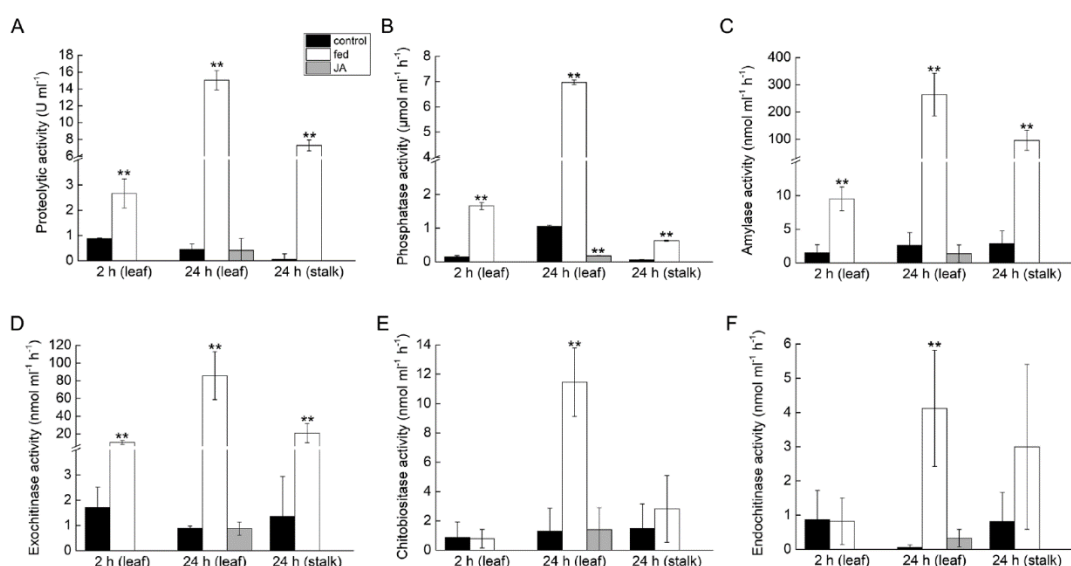 A
Proteolytic activity (U ml⁻¹)
18
16
14
12
10
8
6
3
2
1
0
**
**
**
2 h (leaf)
24 h (leaf)
24 h (stalk)
control
fed
JA
B
Phosphatase activity (µmol ml⁻¹ h⁻¹)
8
7
6
5
4
2
1
0
**
**
**
**
2 h (leaf)
24 h (leaf)
24 h (stalk)
C
Amylase activity (nmol ml⁻¹ h⁻¹)
400
300
200
100
10
5
0
**
**
**
2 h (leaf)
24 h (leaf)
24 h (stalk)
D
Exochitinase activity (nmol ml⁻¹ h⁻¹)
120
100
80
60
40
20
3
2
1
0
**
**
**
2 h (leaf)
24 h (leaf)
24 h (stalk)
E
Chitobiositase activity (nmol ml⁻¹ h⁻¹)
14
12
10
8
6
4
2
0
**
2 h (leaf)
24 h (leaf)
24 h (stalk)
F
Endochitinase activity (nmol ml⁻¹ h⁻¹)
6
5
4
3
2
1
0
**
2 h (leaf)
24 h (leaf)
24 h (stalk)